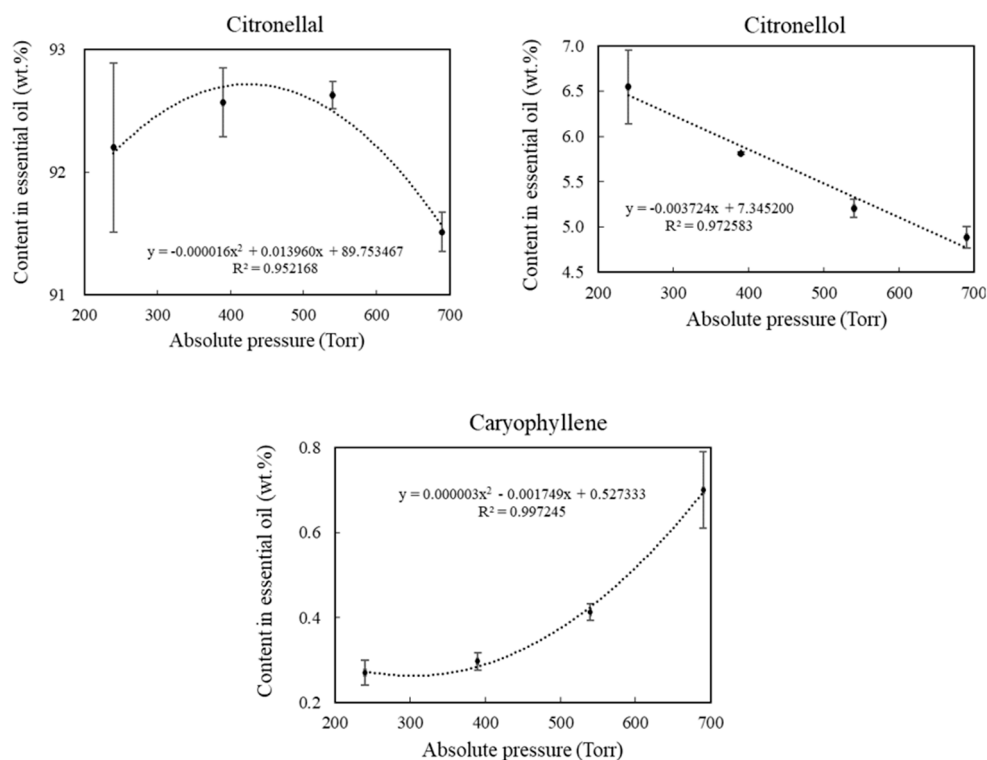 Citronellal
Content in essential oil (wt.%)
93
92
91
y = -0.000016x² + 0.013960x + 89.753467
R² = 0.952168
200 300 400 500 600 700
Absolute pressure (Torr)
Citronellol
Content in essential oil (wt.%)
7.0
6.5
6.0
5.5
5.0
4.5
y = -0.003724x + 7.345200
R² = 0.972583
200 300 400 500 600 700
Absolute pressure (Torr)
Caryophyllene
Content in essential oil (wt.%)
0.8
0.6
0.4
0.2
y = 0.000003x² - 0.001749x + 0.527333
R² = 0.997245
200 300 400 500 600 700
Absolute pressure (Torr)